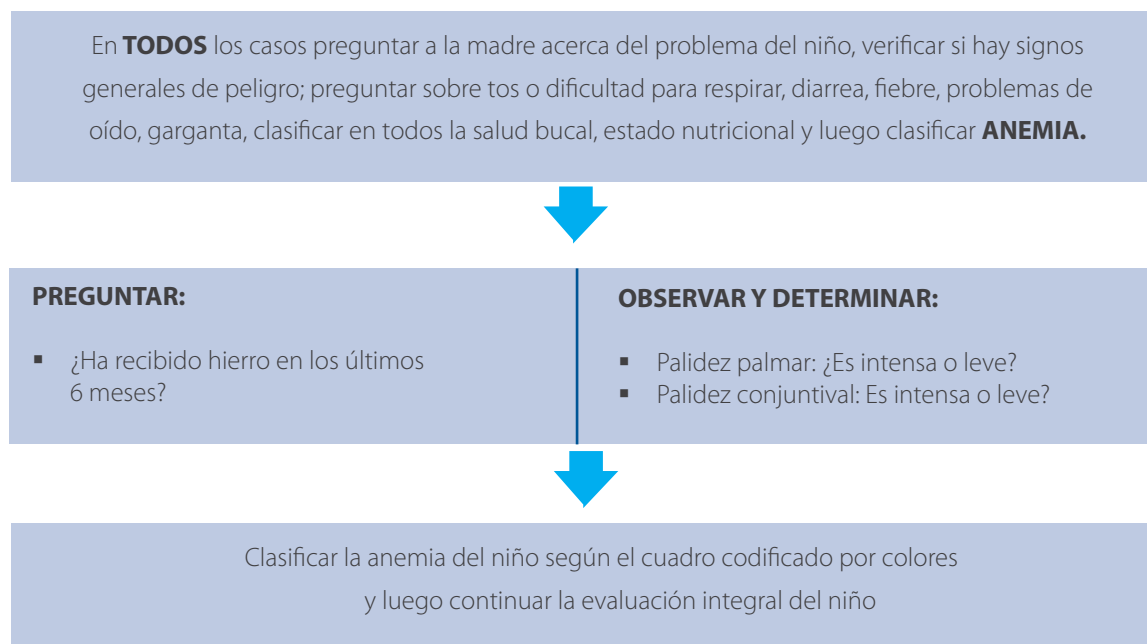 En TODOS los casos preguntar a la madre acerca del problema del niño, verificar si hay signos
generales de peligro; preguntar sobre tos o dificultad para respirar, diarrea, fiebre, problemas de
oído, garganta, clasificar en todos la salud bucal, estado nutricional y luego clasificar ANEMIA.
PREGUNTAR:
▪ ¿Ha recibido hierro en los últimos
6 meses?
OBSERVAR Y DETERMINAR:
▪ Palidez palmar: ¿Es intensa o leve?
▪ Palidez conjuntival: Es intensa o leve?
Clasificar la anemia del niño según el cuadro codificado por colores
y luego continuar la evaluación integral del niño